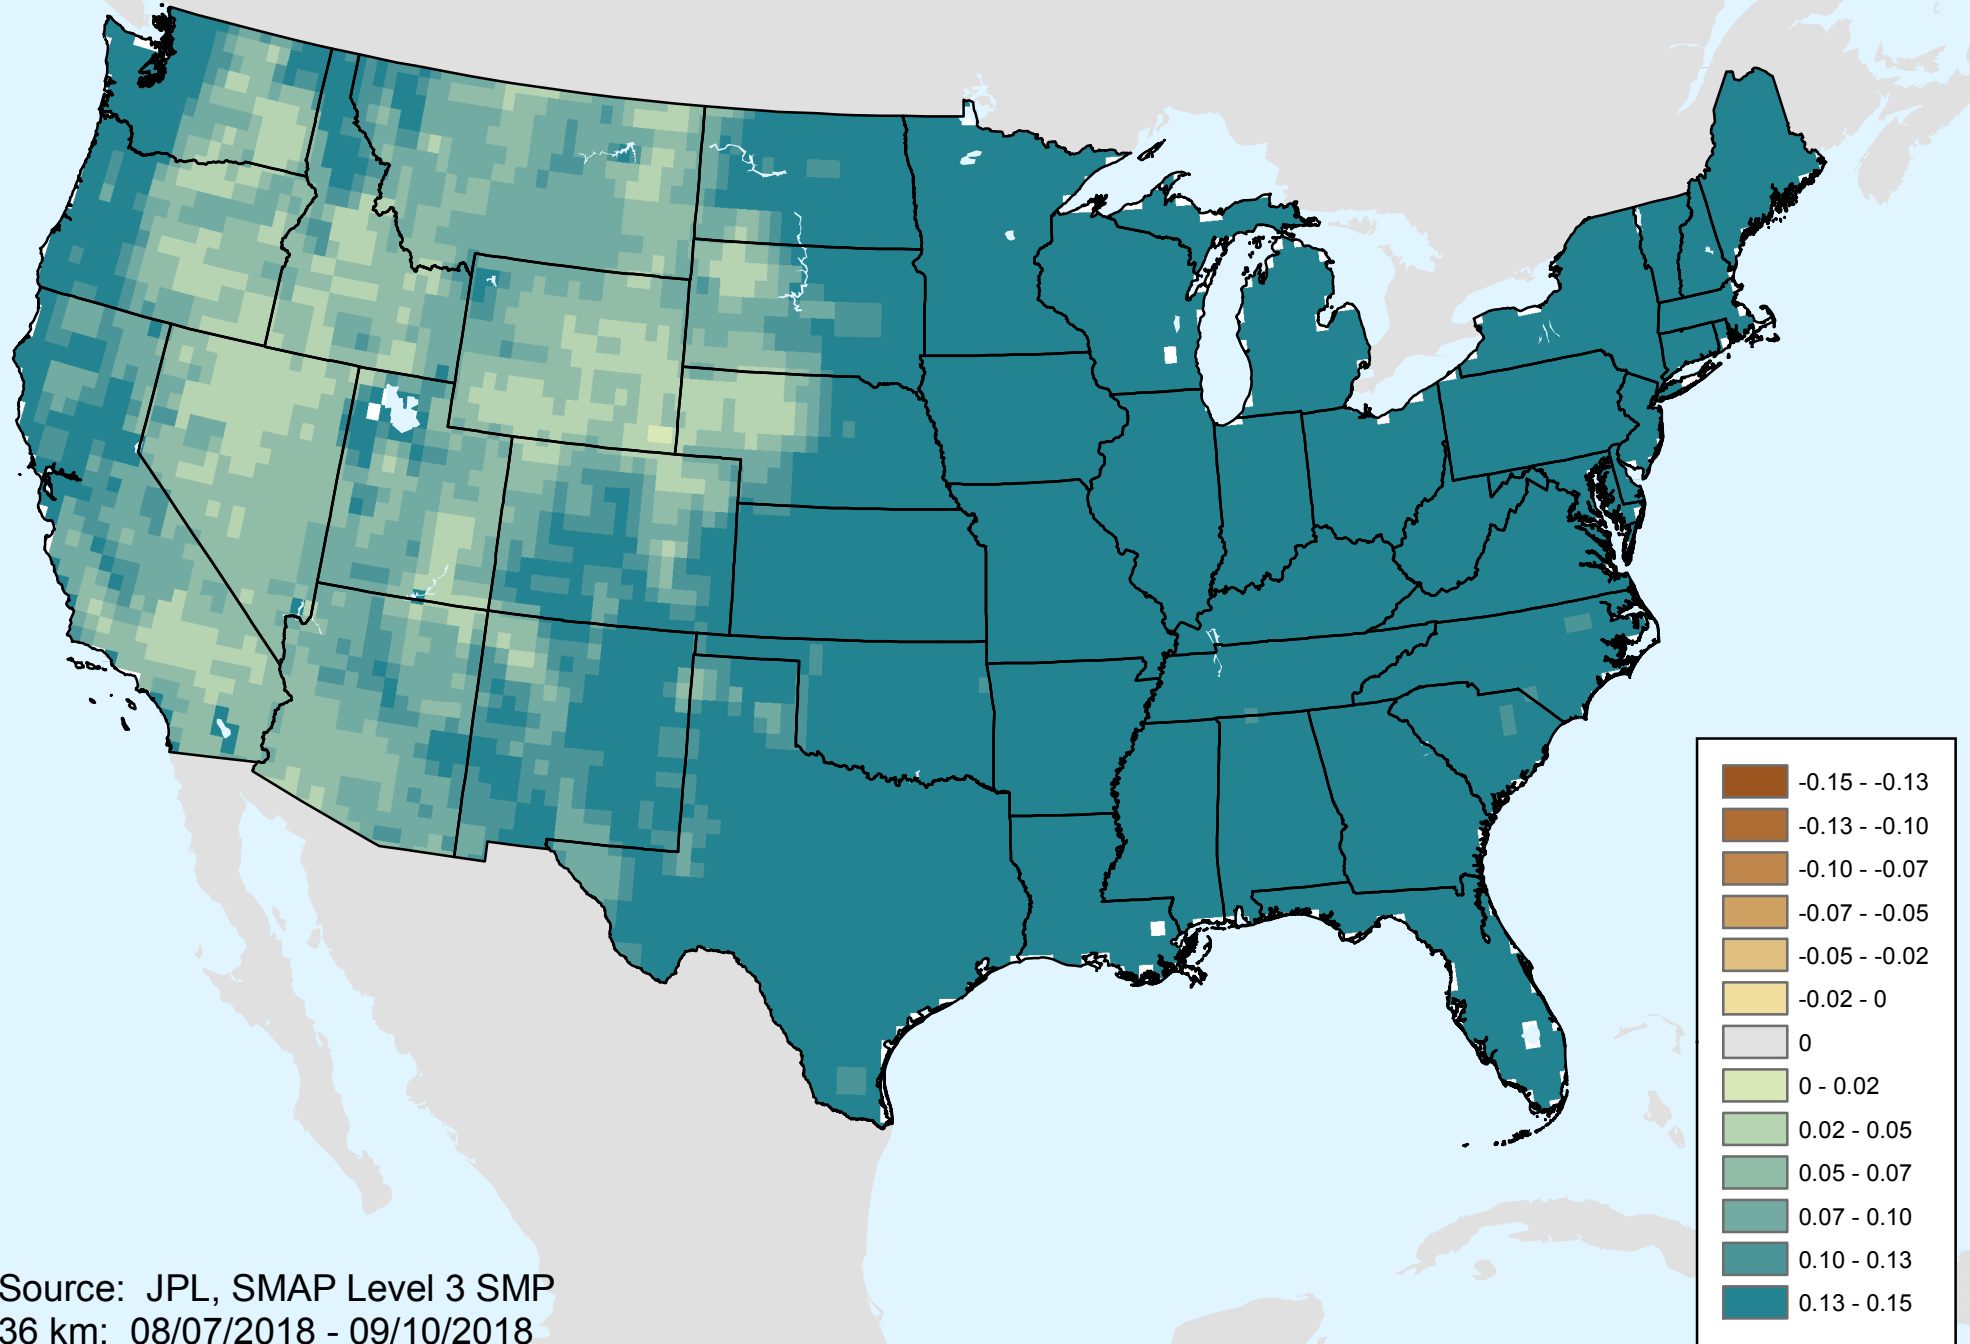 -0.15 - -0.13
-0.13 - -0.10
-0.10 - -0.07
-0.07 - -0.05
-0.05 - -0.02
-0.02 - 0
0
0 - 0.02
0.02 - 0.05
0.05 - 0.07
0.07 - 0.10
0.10 - 0.13
0.13 - 0.15
Source: JPL, SMAP Level 3 SMP
36 km: 08/07/2018 - 09/10/2018